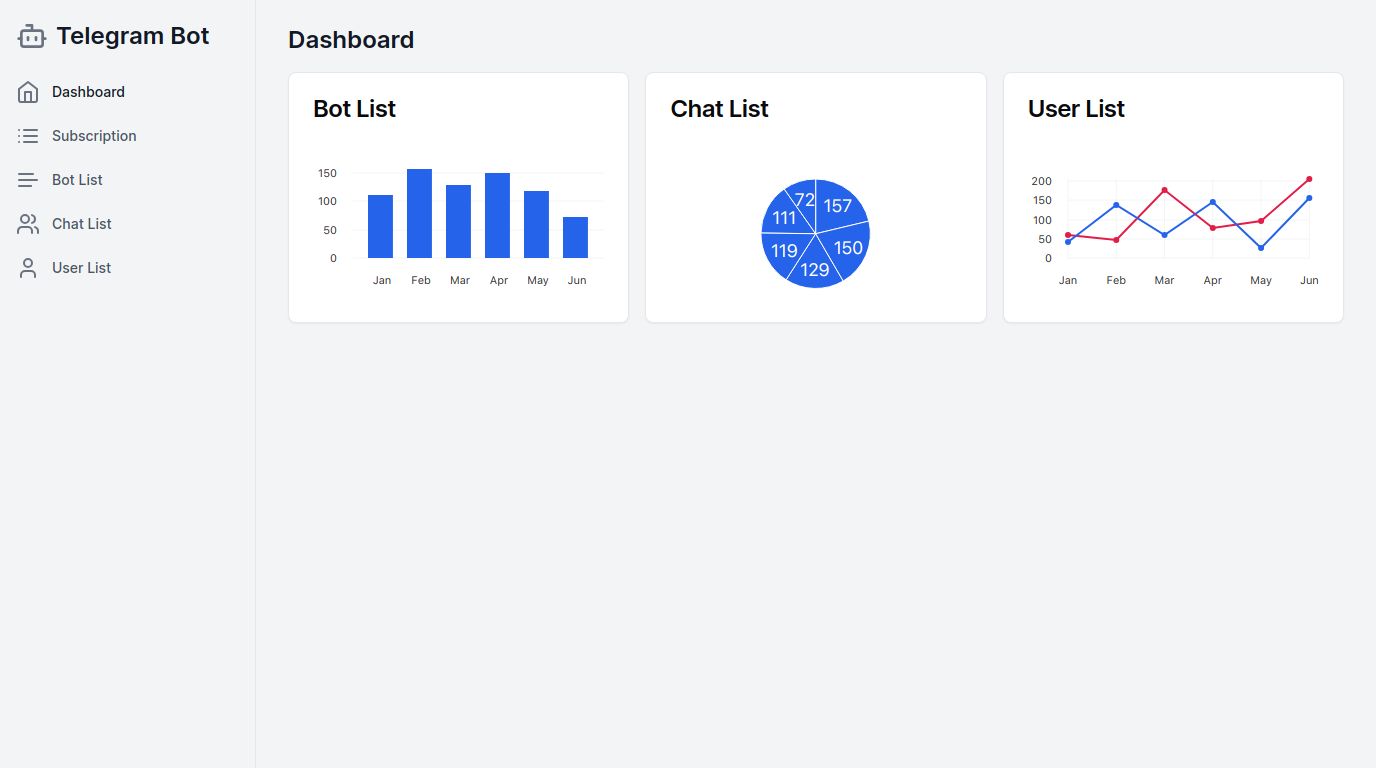 Telegram Bot
Dashboard
Subscription
Bot List
Chat List
User List
Dashboard
Bot List
150
100
50
0
Jan Feb Mar Apr May Jun
Chat List
72 157
111
150
119
129
User List
200
150
100
50
0
Jan Feb Mar Apr May Jun